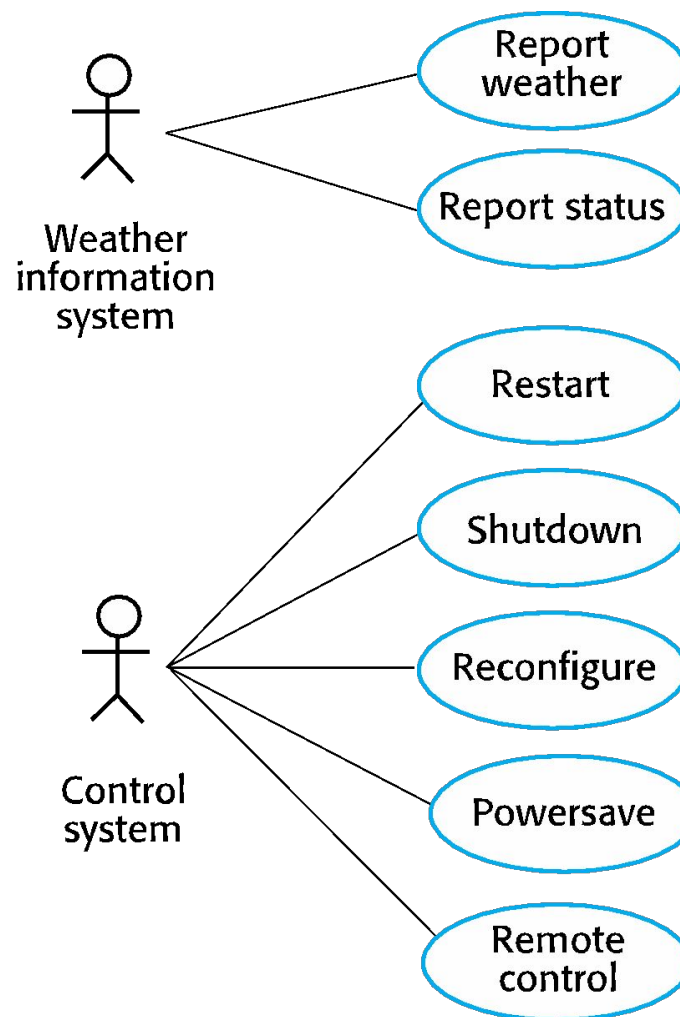 Report
weather
Report status
Weather
information
system
Restart
Shutdown
Reconfigure
Control
system
Powersave
Remote
control